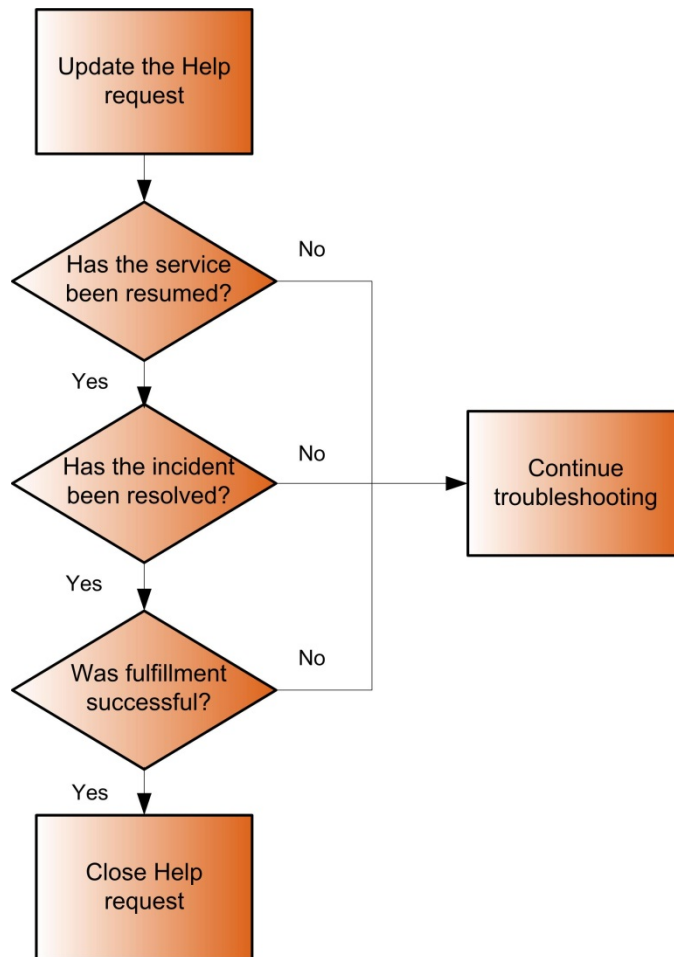 Update the Help
request
Has the service
been resumed?
No
Yes
Has the incident
been resolved?
No
Continue
troubleshooting
Yes
Was fulfillment
successful?
No
Yes
Close Help
request